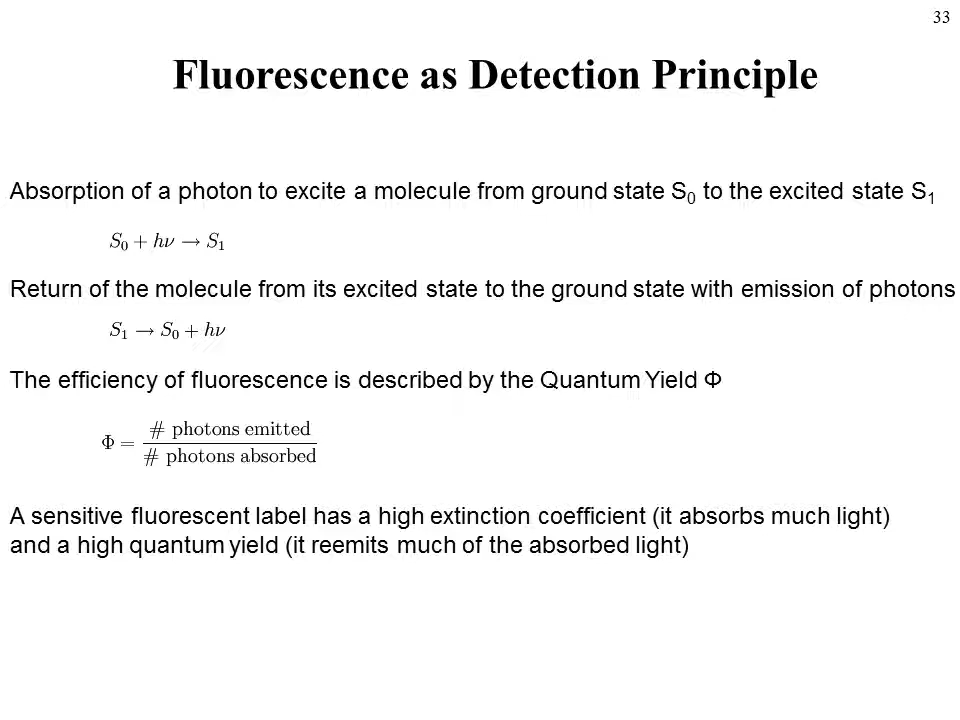 33
Fluorescence as Detection Principle
Absorption of a photon to excite a molecule from ground state S₀ to the excited state S₁
S₀ + hν → S₁
Return of the molecule from its excited state to the ground state with emission of photons
S₁ → S₀ + hν
The efficiency of fluorescence is described by the Quantum Yield Φ
Φ = # photons emitted / # photons absorbed
A sensitive fluorescent label has a high extinction coefficient (it absorbs much light)
and a high quantum yield (it reemits much of the absorbed light)